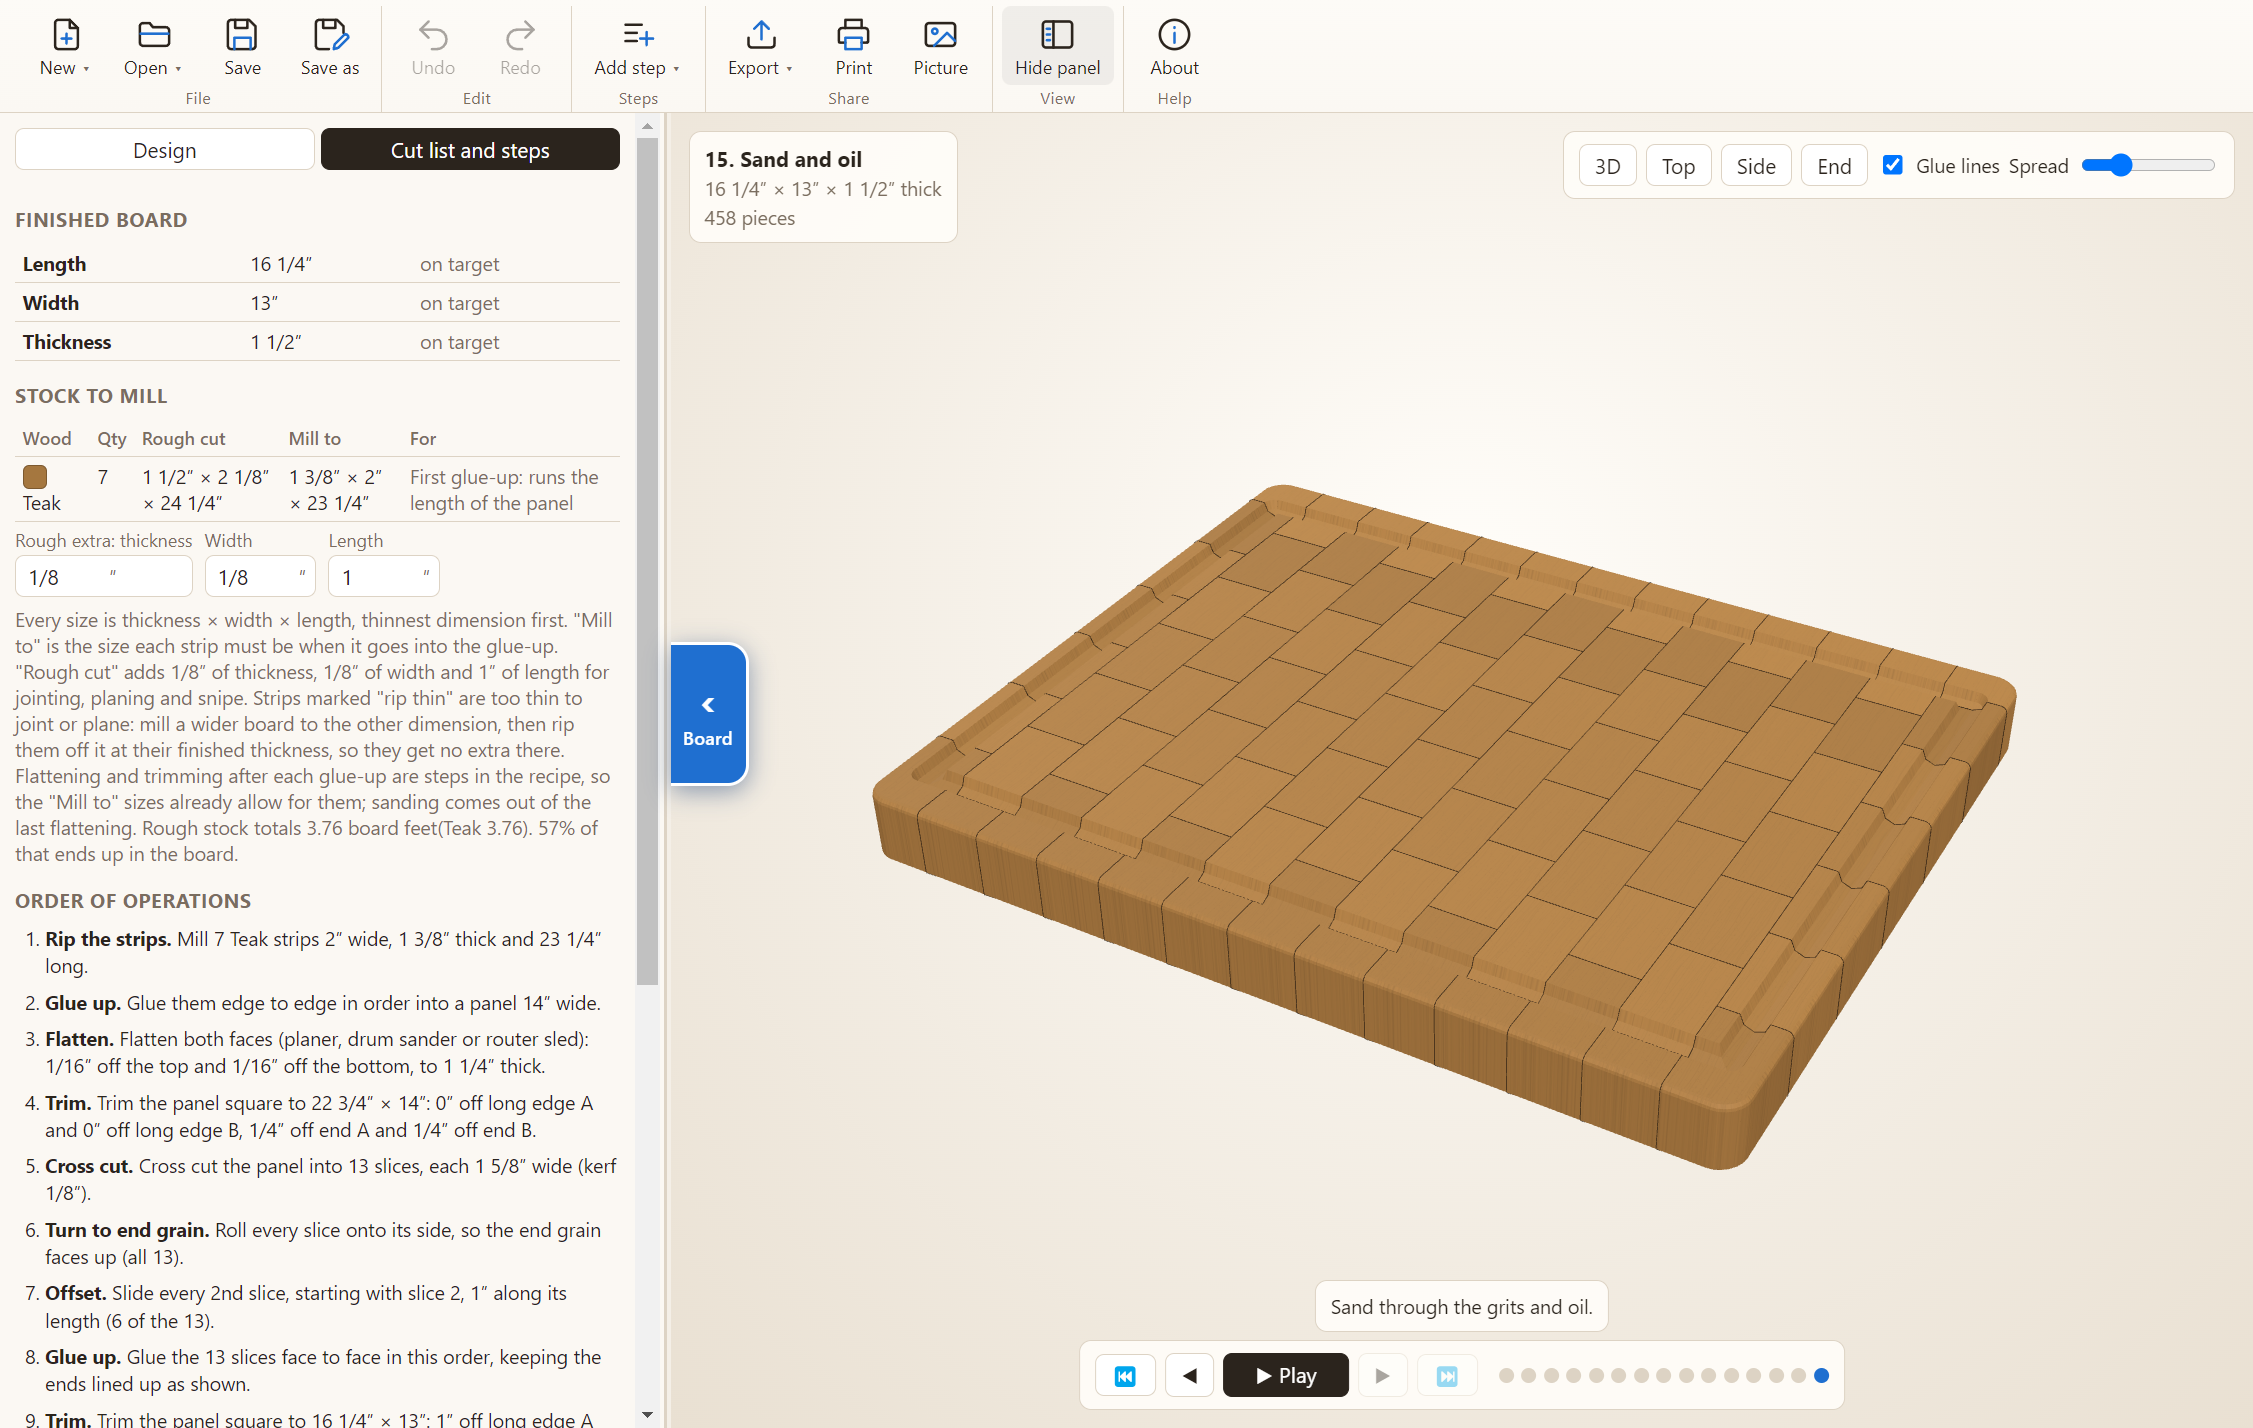 New
Open
Save
Save as
File
Undo
Redo
Edit
Add step
Steps
Export
Print
Picture
Share
Hide panel
View
About
Help
Design
Cut list and steps
FINISHED BOARD
Length 16 1/4″ on target
Width 13″ on target
Thickness 1 1/2″ on target
STOCK TO MILL
Wood Qty Rough cut Mill to For
Teak 7 1 1/2″ × 2 1/8″ × 24 1/4″ 1 3/8″ × 2″ × 23 1/4″ First glue-up: runs the length of the panel
Rough extra: thickness Width Length
1/8 ″ 1/8 ″ 1 ″
Every size is thickness × width × length, thinnest dimension first. "Mill
to" is the size each strip must be when it goes into the glue-up.
"Rough cut" adds 1/8″ of thickness, 1/8″ of width and 1″ of length for
jointing, planing and snipe. Strips marked "rip thin" are too thin to
joint or plane: mill a wider board to the other dimension, then rip
them off it at their finished thickness, so they get no extra there.
Flattening and trimming after each glue-up are steps in the recipe, so
the "Mill to" sizes already allow for them; sanding comes out of the
last flattening. Rough stock totals 3.76 board feet(Teak 3.76). 57% of
that ends up in the board.
ORDER OF OPERATIONS
1. Rip the strips. Mill 7 Teak strips 2″ wide, 1 3/8″ thick and 23 1/4″
long.
2. Glue up. Glue them edge to edge in order into a panel 14″ wide.
3. Flatten. Flatten both faces (planer, drum sander or router sled):
1/16″ off the top and 1/16″ off the bottom, to 1 1/4″ thick.
4. Trim. Trim the panel square to 22 3/4″ × 14″: 0″ off long edge A
and 0″ off long edge B, 1/4″ off end A and 1/4″ off end B.
5. Cross cut. Cross cut the panel into 13 slices, each 1 5/8″ wide (kerf
1/8″).
6. Turn to end grain. Roll every slice onto its side, so the end grain
faces up (all 13).
7. Offset. Slide every 2nd slice, starting with slice 2, 1″ along its
length (6 of the 13).
8. Glue up. Glue the 13 slices face to face in this order, keeping the
ends lined up as shown.
9. Trim. Trim the panel square to 16 1/4″ × 13″: 1″ off long edge A
15. Sand and oil
16 1/4″ × 13″ × 1 1/2″ thick
458 pieces
3D Top Side End Glue lines Spread
Board
Sand through the grits and oil.
Play